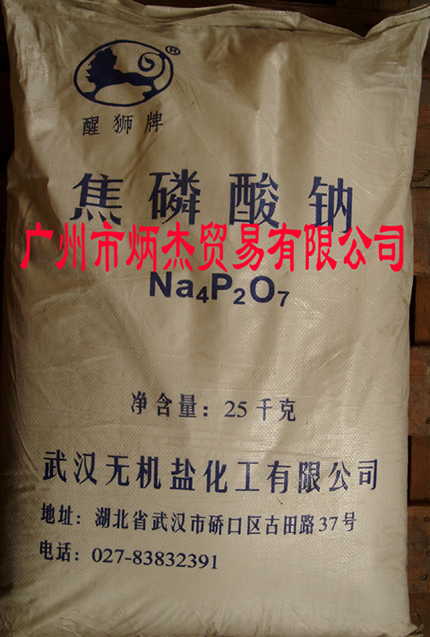 ®
醒狮牌
焦磷酸钠
广州市炳杰贸易有限公司
Na₄P₂O₇
净含量：25千克
武汉无机盐化工有限公司
地址：湖北省武汉市硚口区古田路37号
电话：027-83832391